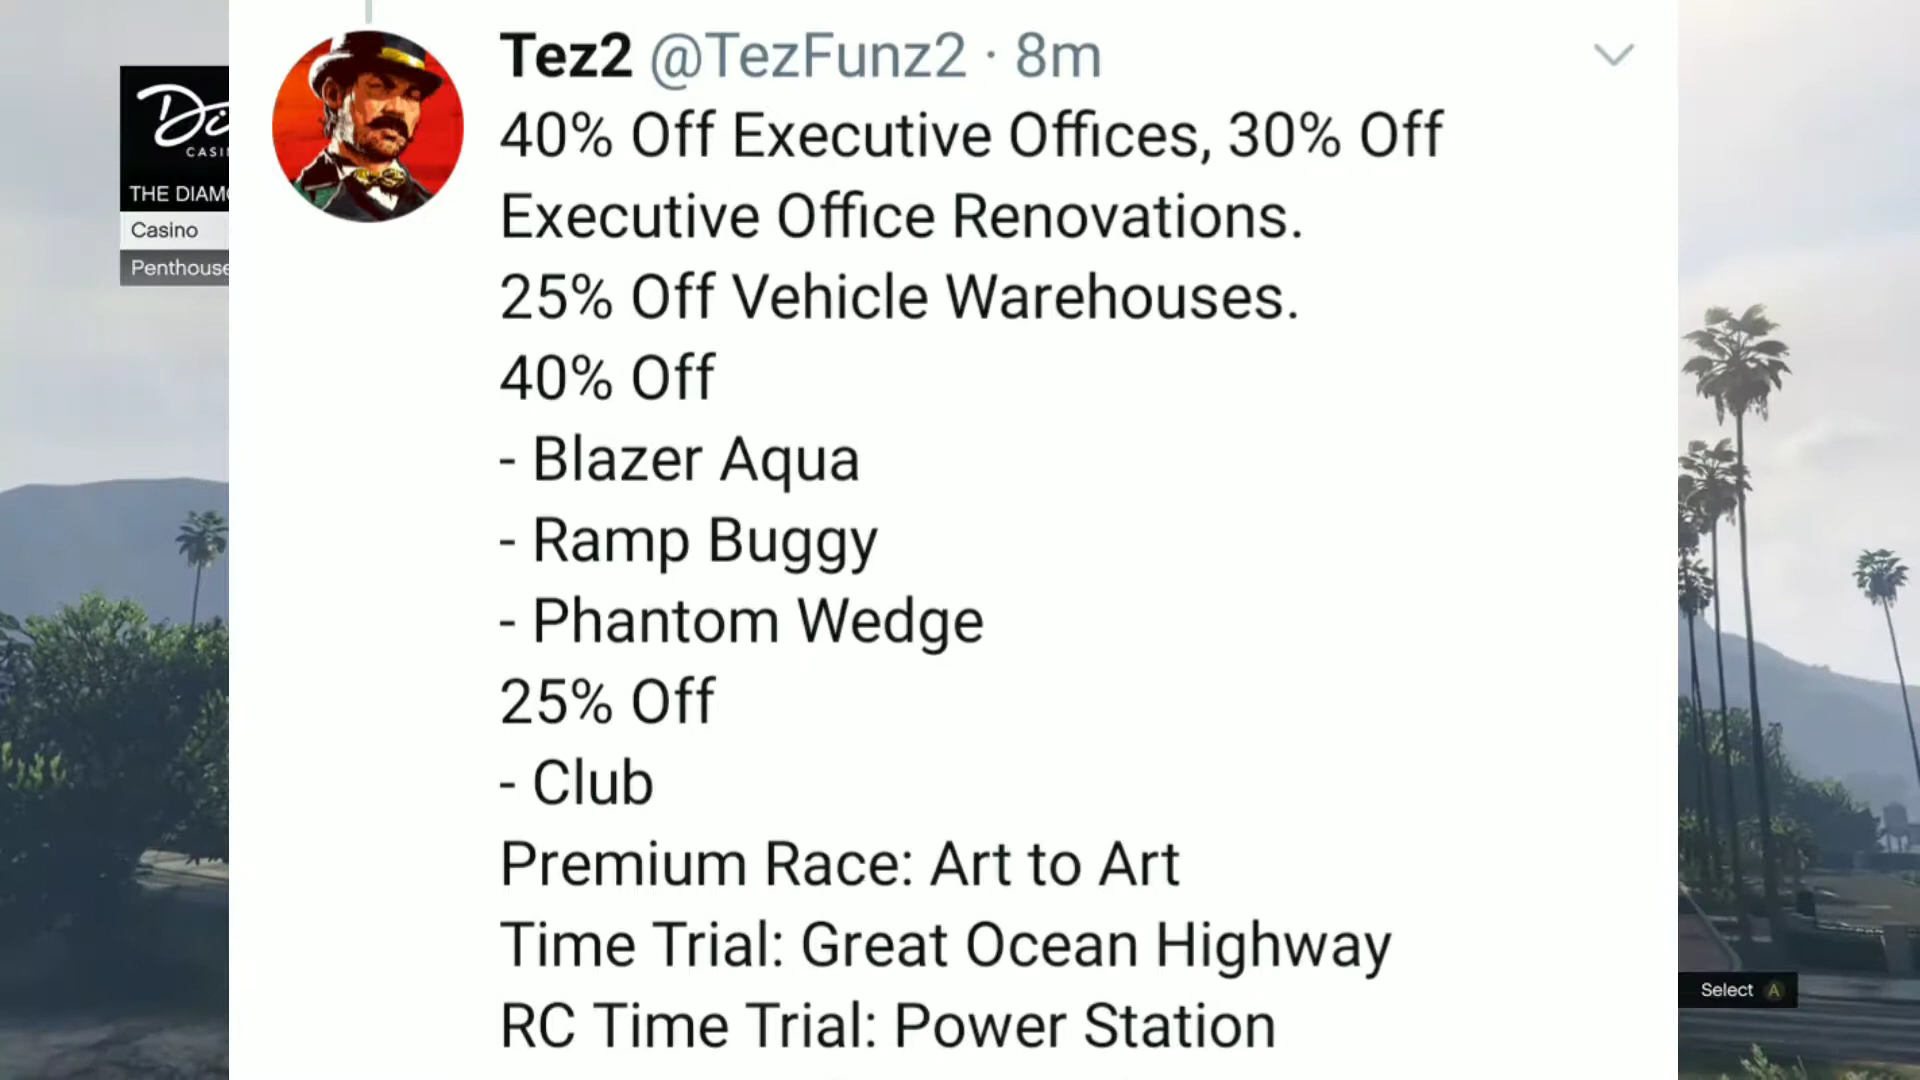 Tez2 @TezFunz2 · 8m
40% Off Executive Offices, 30% Off
Executive Office Renovations.
25% Off Vehicle Warehouses.
40% Off
- Blazer Aqua
- Ramp Buggy
- Phantom Wedge
25% Off
- Club
Premium Race: Art to Art
Time Trial: Great Ocean Highway
RC Time Trial: Power Station
CASI
THE DIAM
Casino
Penthouse
Select A